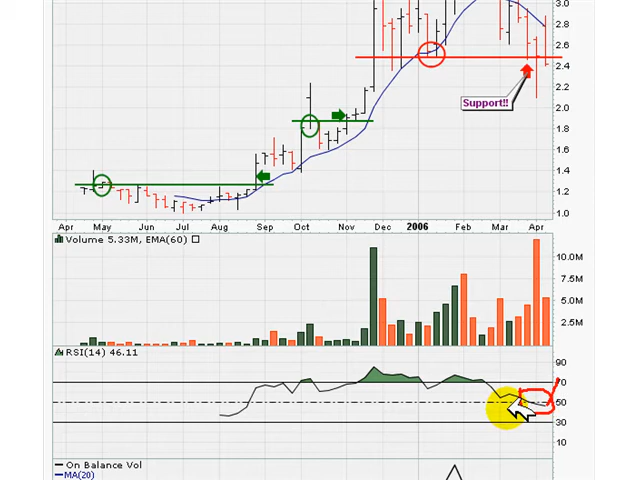 3.0
2.8
2.6
2.4
2.2
2.0
1.8
1.6
1.4
1.2
1.0
Support!!
Apr May Jun Jul Aug Sep Oct Nov Dec 2006 Feb Mar Apr
Volume 5.33M, EMA(60)
10.0M
7.5M
5.0M
2.5M
RSI(14) 46.11
90
70
50
30
10
On Balance Vol
MA(20)